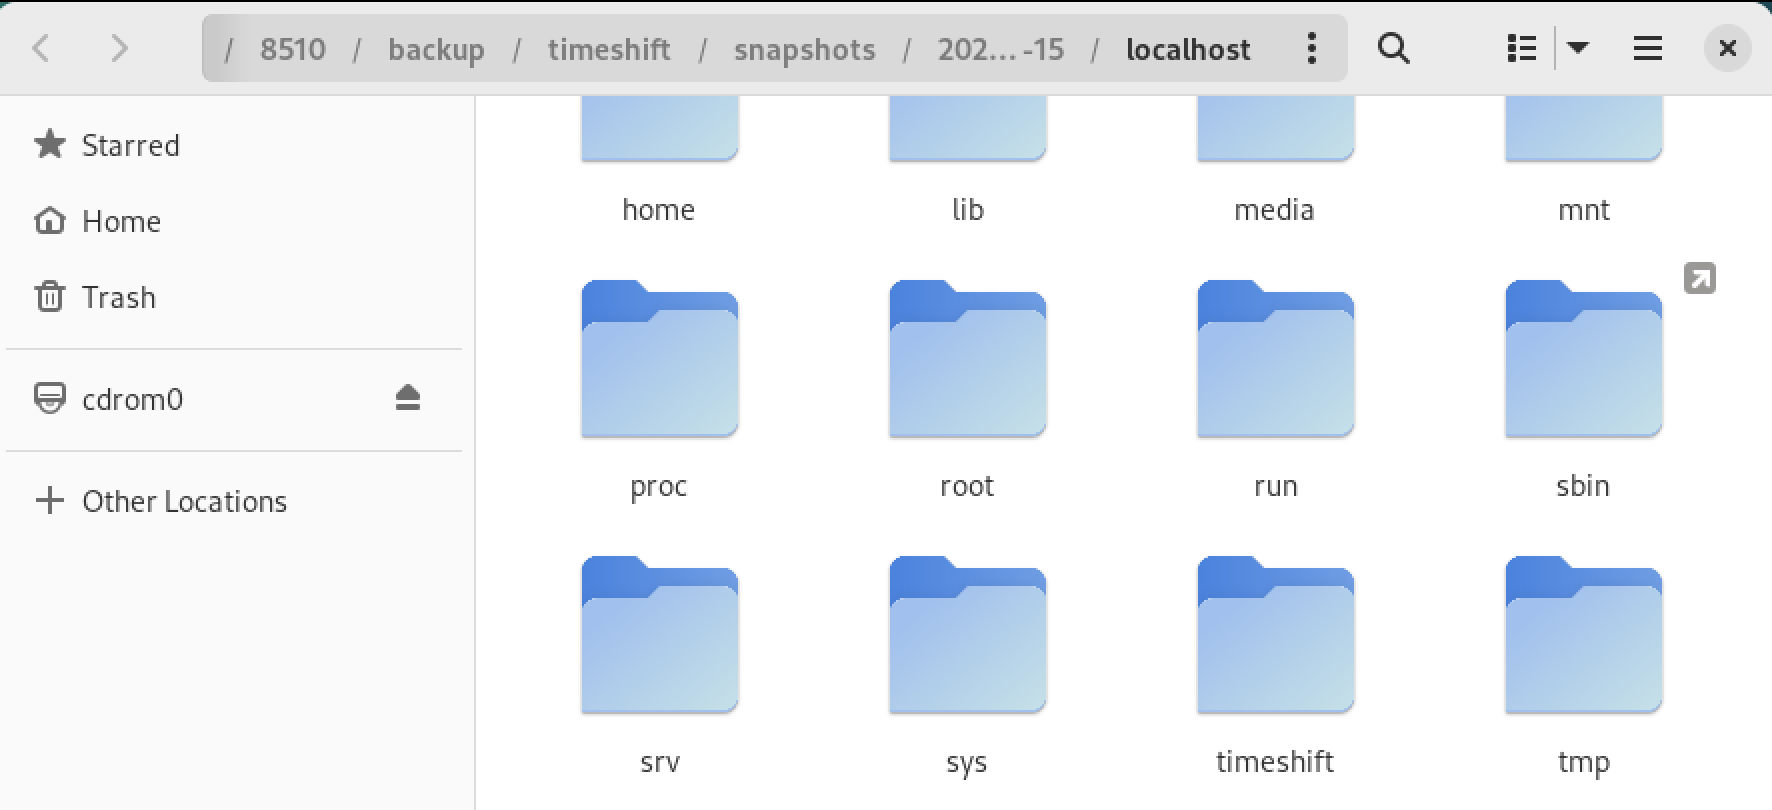 / 8510 / backup / timeshift / snapshots / 202…-15 / localhost
Starred
Home
Trash
cdrom0
Other Locations
home lib media mnt
proc root run sbin
srv sys timeshift tmp